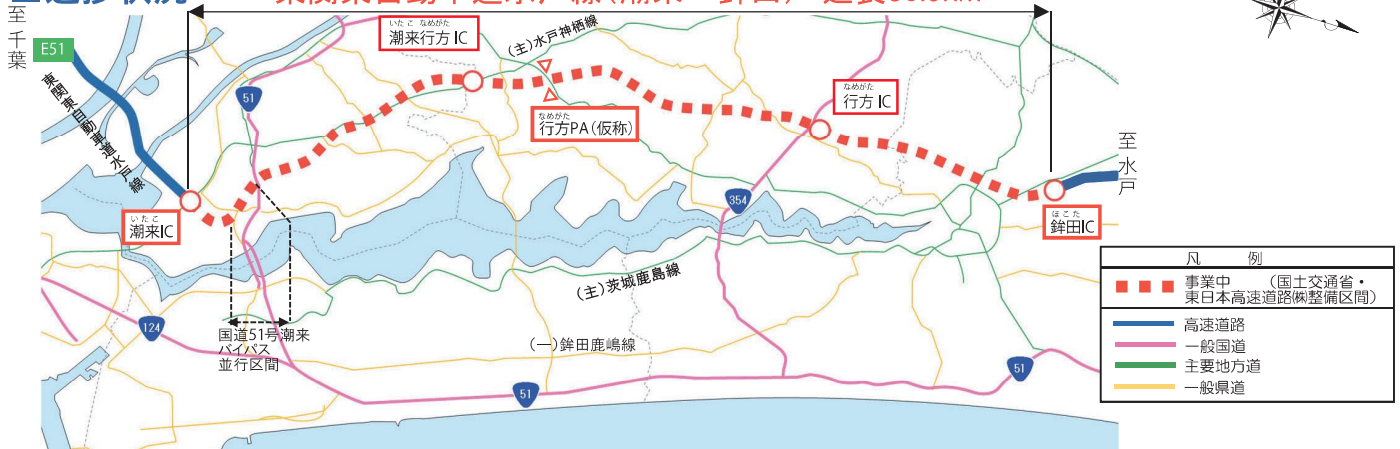 至千葉
E51
東関東自動車道水戸線
いたこ なめがた
潮来行方IC
(主)水戸神栖線
51
なめがた
行方PA(仮称)
なめがた
行方IC
至水戸
354
いたこ
潮来IC
ほこた
鉾田IC
(主)茨城鹿島線
124
国道51号潮来
バイパス
並行区間
(一)鉾田鹿嶋線
51
51
凡 例
事業中 (国土交通省・
東日本高速道路㈱整備区間)
高速道路
一般国道
主要地方道
一般県道